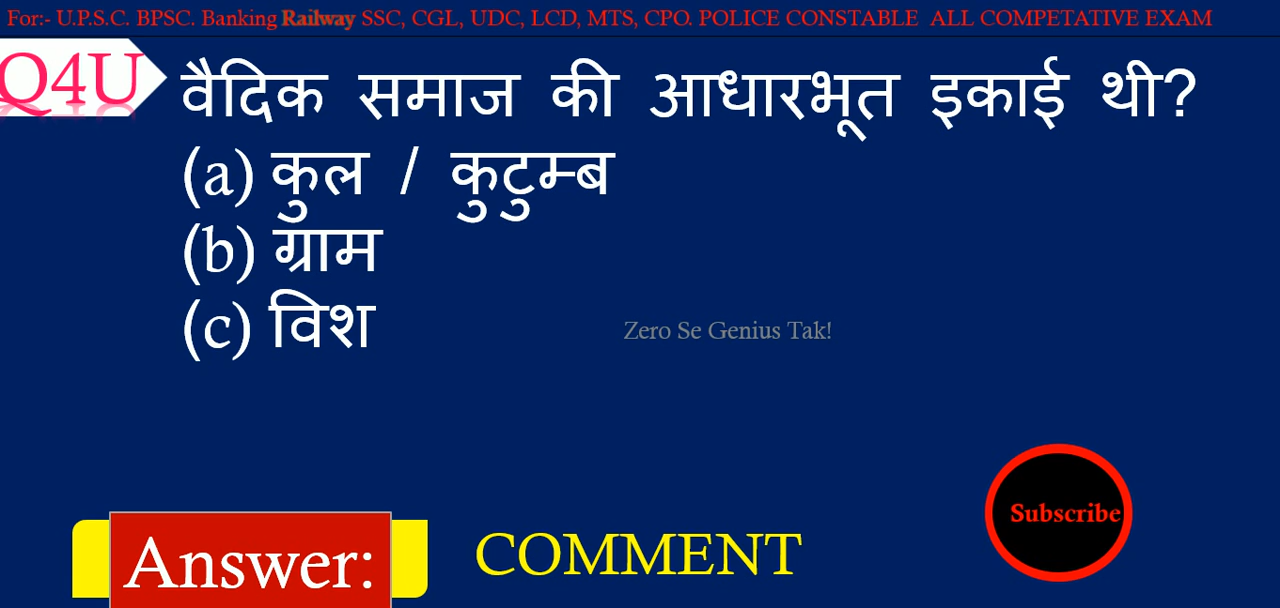 For:- U.P.S.C. BPSC. Banking Railway SSC, CGL, UDC, LCD, MTS, CPO. POLICE CONSTABLE ALL COMPETATIVE EXAM
Q4U
वैदिक समाज की आधारभूत इकाई थी?
(a) कुल / कुटुम्ब
(b) ग्राम
(c) विश
Zero Se Genius Tak!
Subscribe
Answer: COMMENT